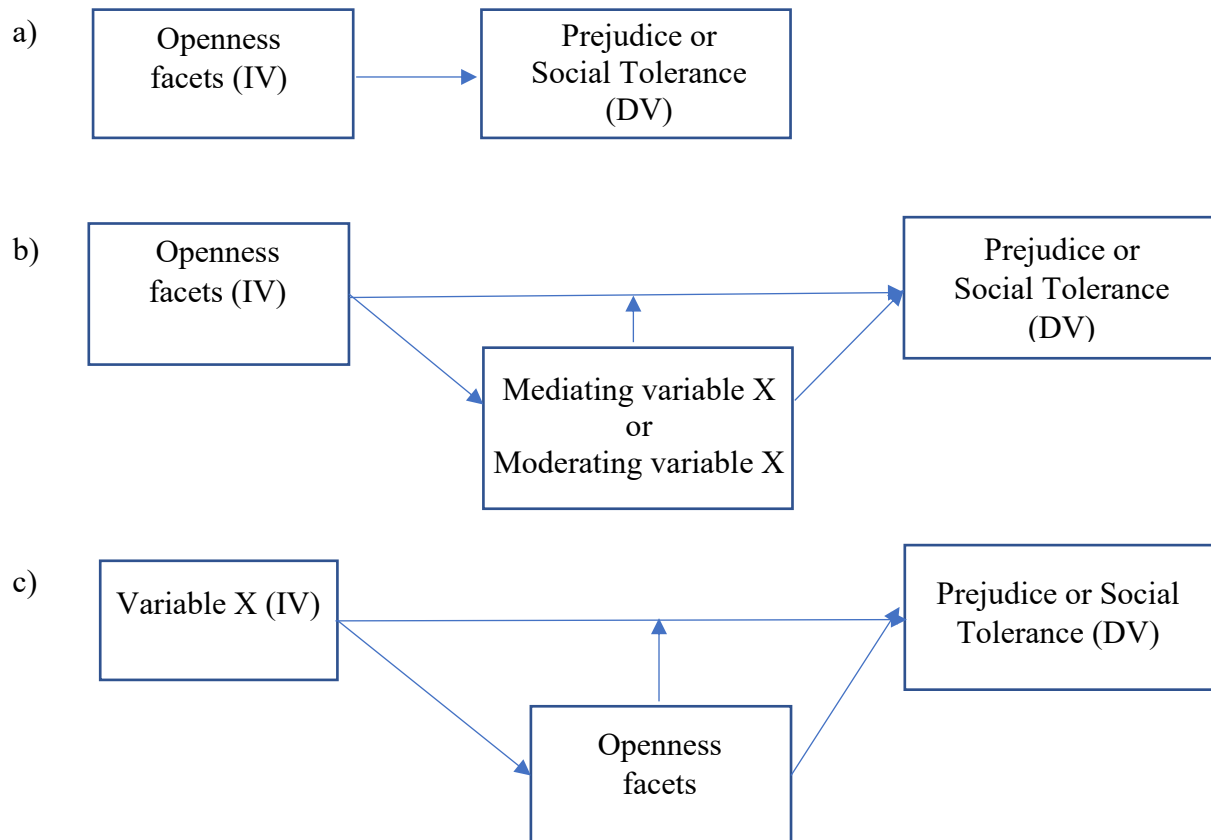 a)
Openness
facets (IV)
Prejudice or
Social Tolerance
(DV)
b)
Openness
facets (IV)
Prejudice or
Social Tolerance
(DV)
Mediating variable X
or
Moderating variable X
c)
Variable X (IV)
Prejudice or Social
Tolerance (DV)
Openness
facets